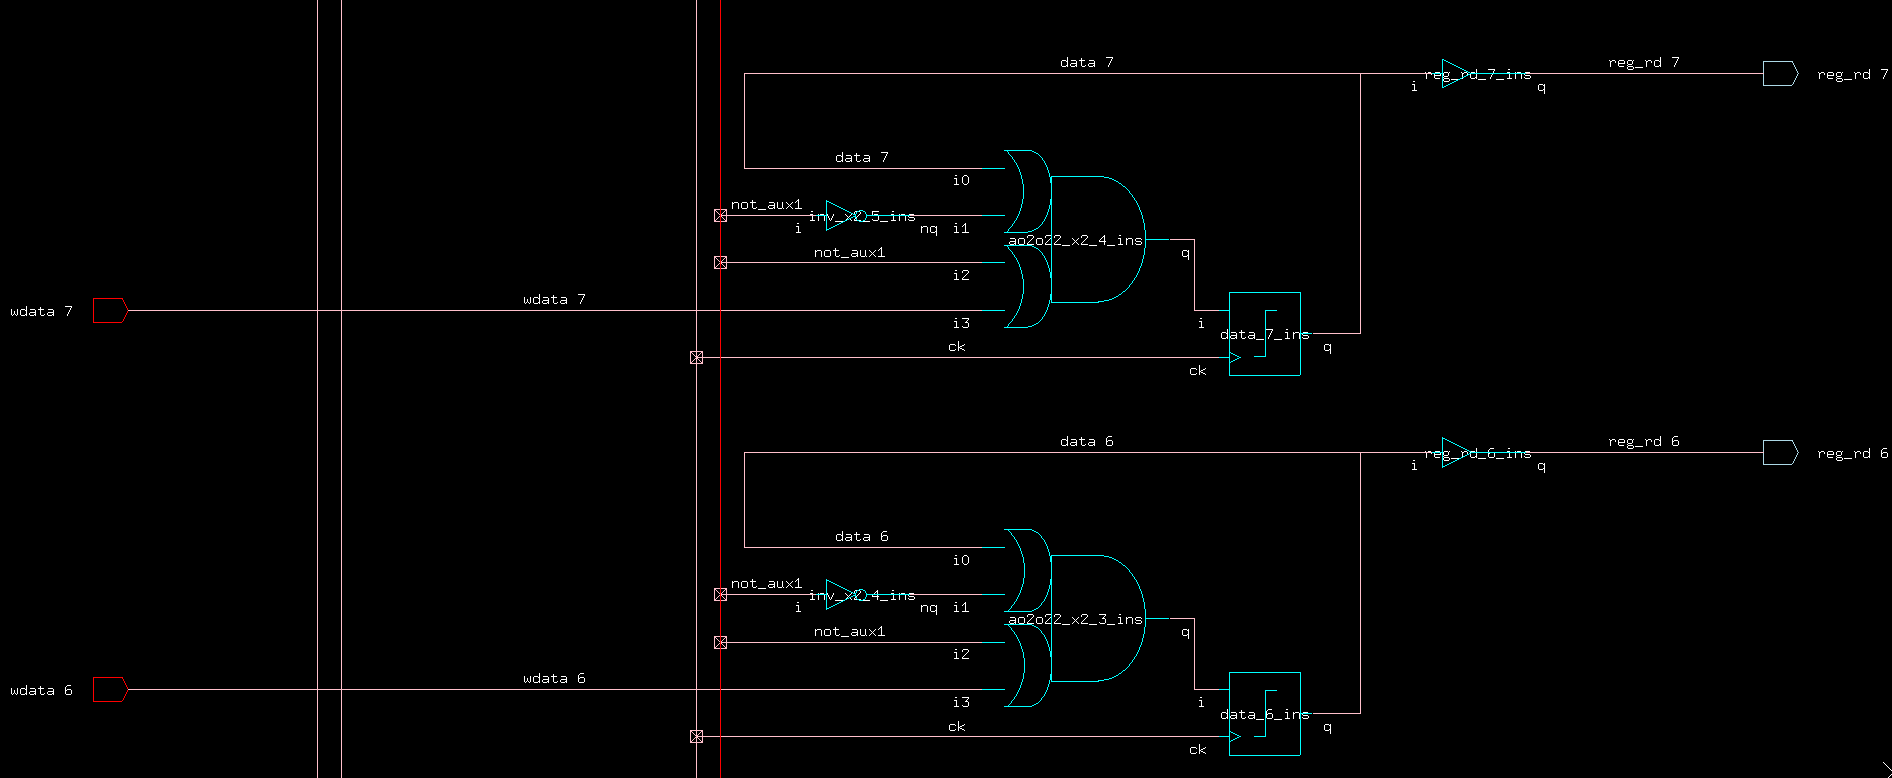 data 7
reg_rd 7
reg_rd_7_ins
reg_rd 7
i
q
data 7
i0
not_aux1
inv_x2_5_ins
i
nq
i1
ao2o22_x2_4_ins
not_aux1
q
i2
wdata 7
wdata 7
i3
i
data_7_ins
ck
q
ck
data 6
reg_rd 6
reg_rd_6_ins
reg_rd 6
i
q
data 6
i0
not_aux1
inv_x2_4_ins
i
nq
i1
ao2o22_x2_3_ins
not_aux1
q
i2
wdata 6
wdata 6
i3
i
data_6_ins
ck
q
ck